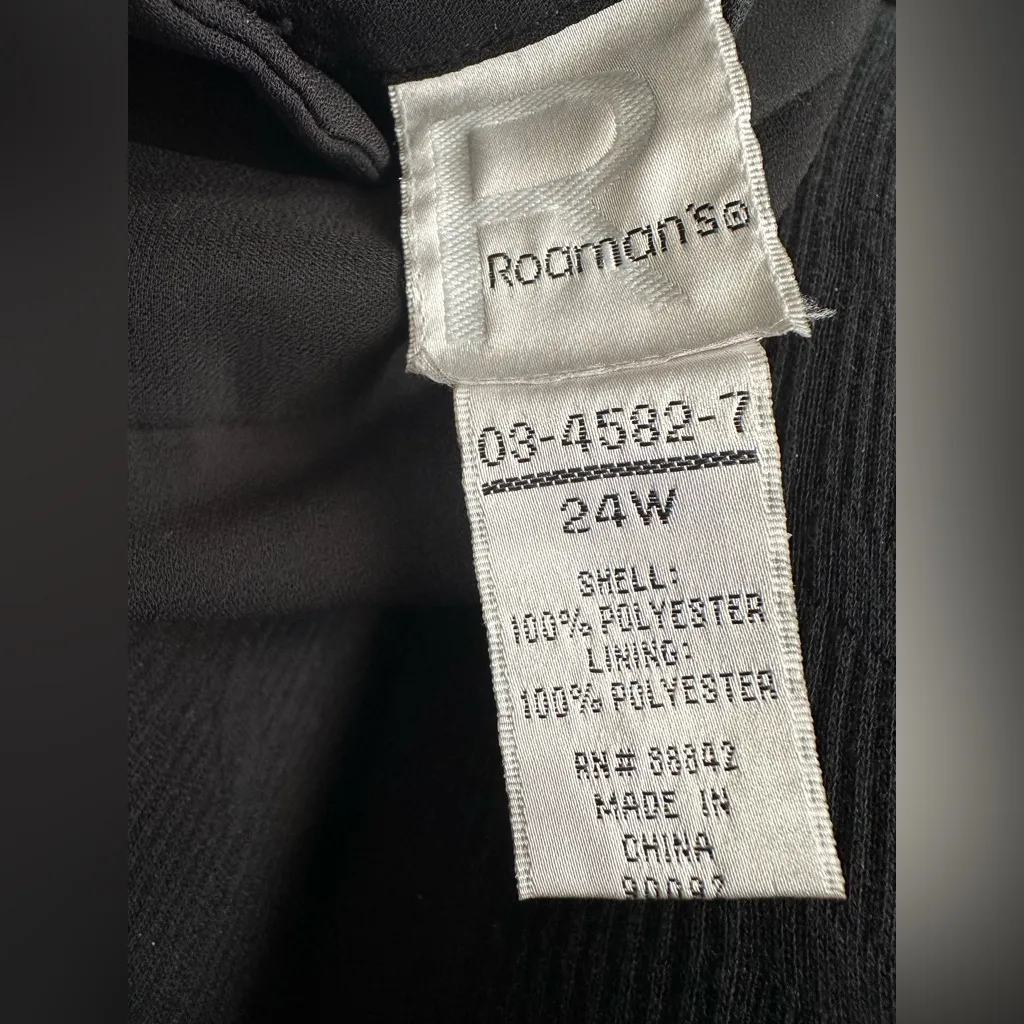 R
Roaman's®
03-4582-7
24W
SHELL:
100% POLYESTER
LINING:
100% POLYESTER
RN# 88842
MADE IN
CHINA